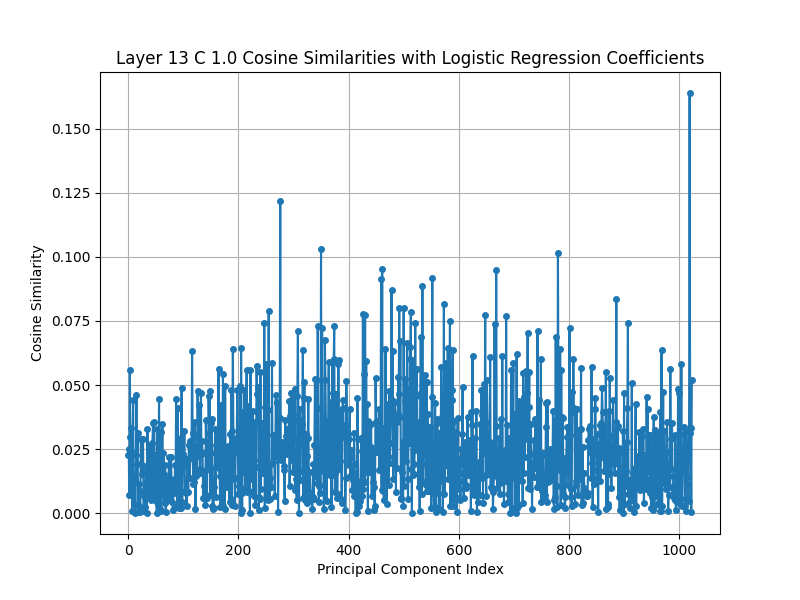 Layer 13 C 1.0 Cosine Similarities with Logistic Regression Coefficients
0.150
0.125
0.100
0.075
0.050
0.025
0.000
Cosine Similarity
0 200 400 600 800 1000
Principal Component Index